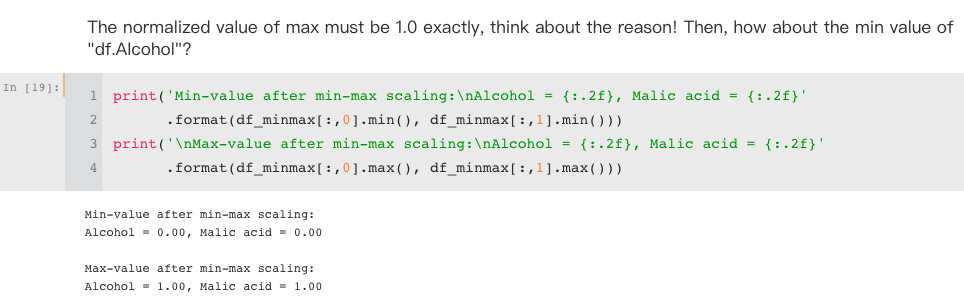 The normalized value of max must be 1.0 exactly, think about the reason! Then, how about the min value of
"df.Alcohol"?
In [19]:
1 print('Min-value after min-max scaling:\nAlcohol = {:.2f}, Malic acid = {:.2f}'
2 .format(df_minmax[:,0].min(), df_minmax[:,1].min()))
3 print('\nMax-value after min-max scaling:\nAlcohol = {:.2f}, Malic acid = {:.2f}'
4 .format(df_minmax[:,0].max(), df_minmax[:,1].max()))
Min-value after min-max scaling:
Alcohol = 0.00, Malic acid = 0.00
Max-value after min-max scaling:
Alcohol = 1.00, Malic acid = 1.00